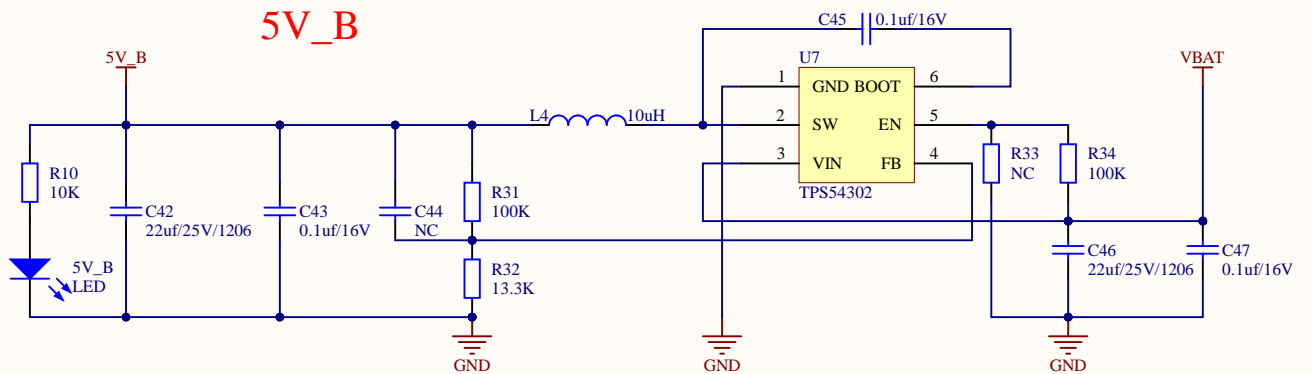 5V_B
5V_B
C45
0.1uf/16V
U7
VBAT
1
GND
BOOT
6
L4
10uH
2
SW
EN
5
3
VIN
FB
4
TPS54302
R10
10K
C42
22uf/25V/1206
C43
0.1uf/16V
C44
NC
R31
100K
R32
13.3K
R33
NC
R34
100K
C46
22uf/25V/1206
C47
0.1uf/16V
5V_B
LED
GND
GND
GND